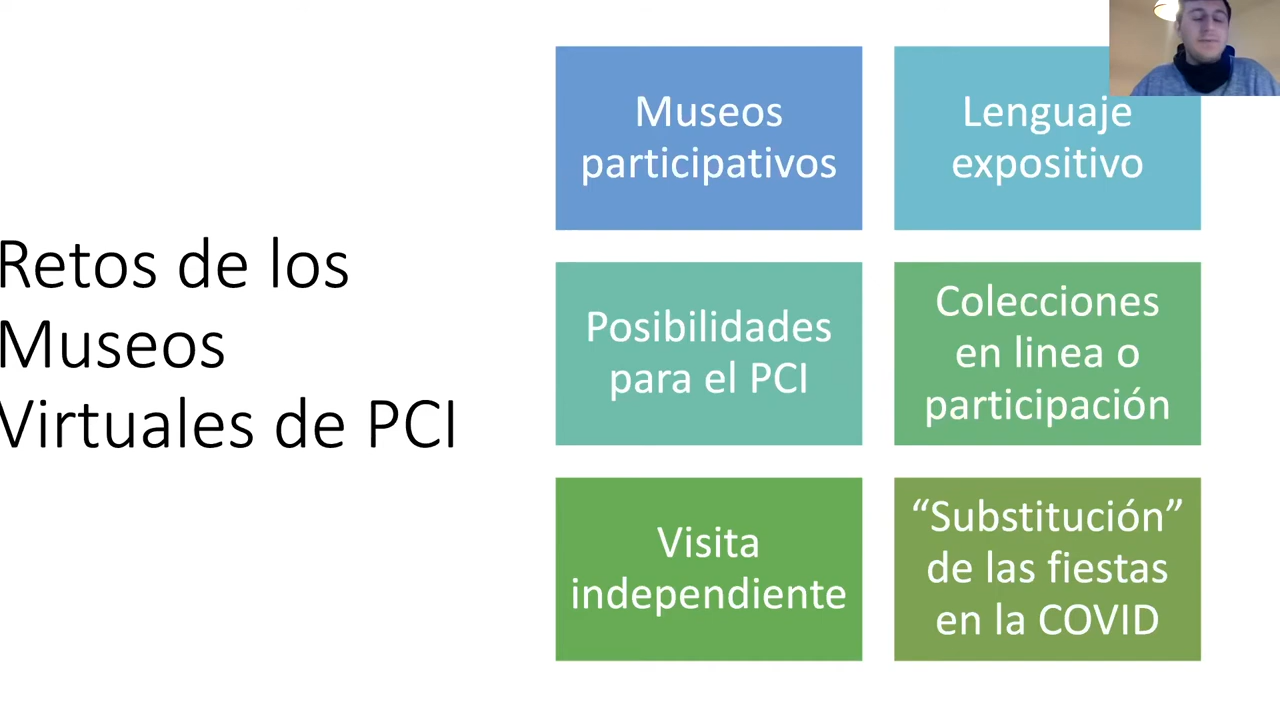 Retos de los
Museos
Virtuales de PCI
Museos
participativos
Lenguaje
expositivo
Posibilidades
para el PCI
Colecciones
en linea o
participación
Visita
independiente
“Substitución”
de las fiestas
en la COVID